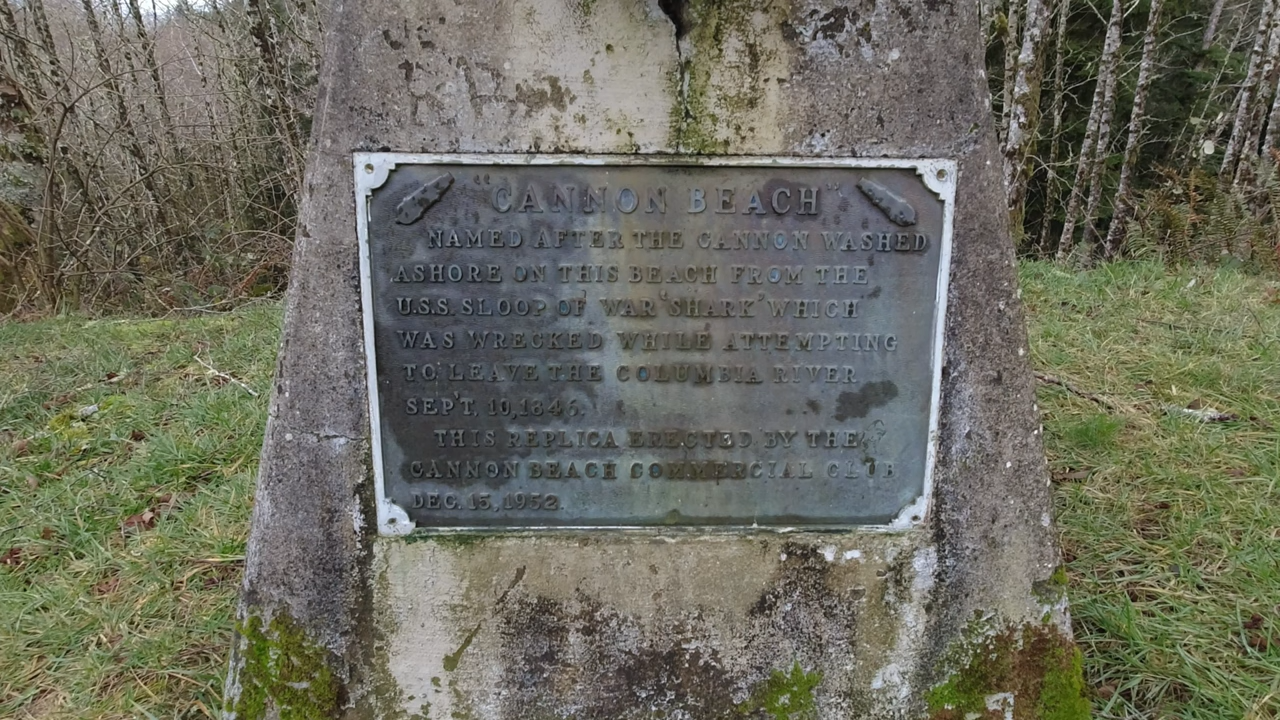 "CANNON BEACH"
NAMED AFTER THE CANNON WASHED
ASHORE ON THIS BEACH FROM THE
U.S.S. SLOOP OF WAR "SHARK" WHICH
WAS WRECKED WHILE ATTEMPTING
TO LEAVE THE COLUMBIA RIVER
SEPT. 10, 1846.
THIS REPLICA ERECTED BY THE
CANNON BEACH COMMERCIAL CLUB
DEC. 15, 1952.